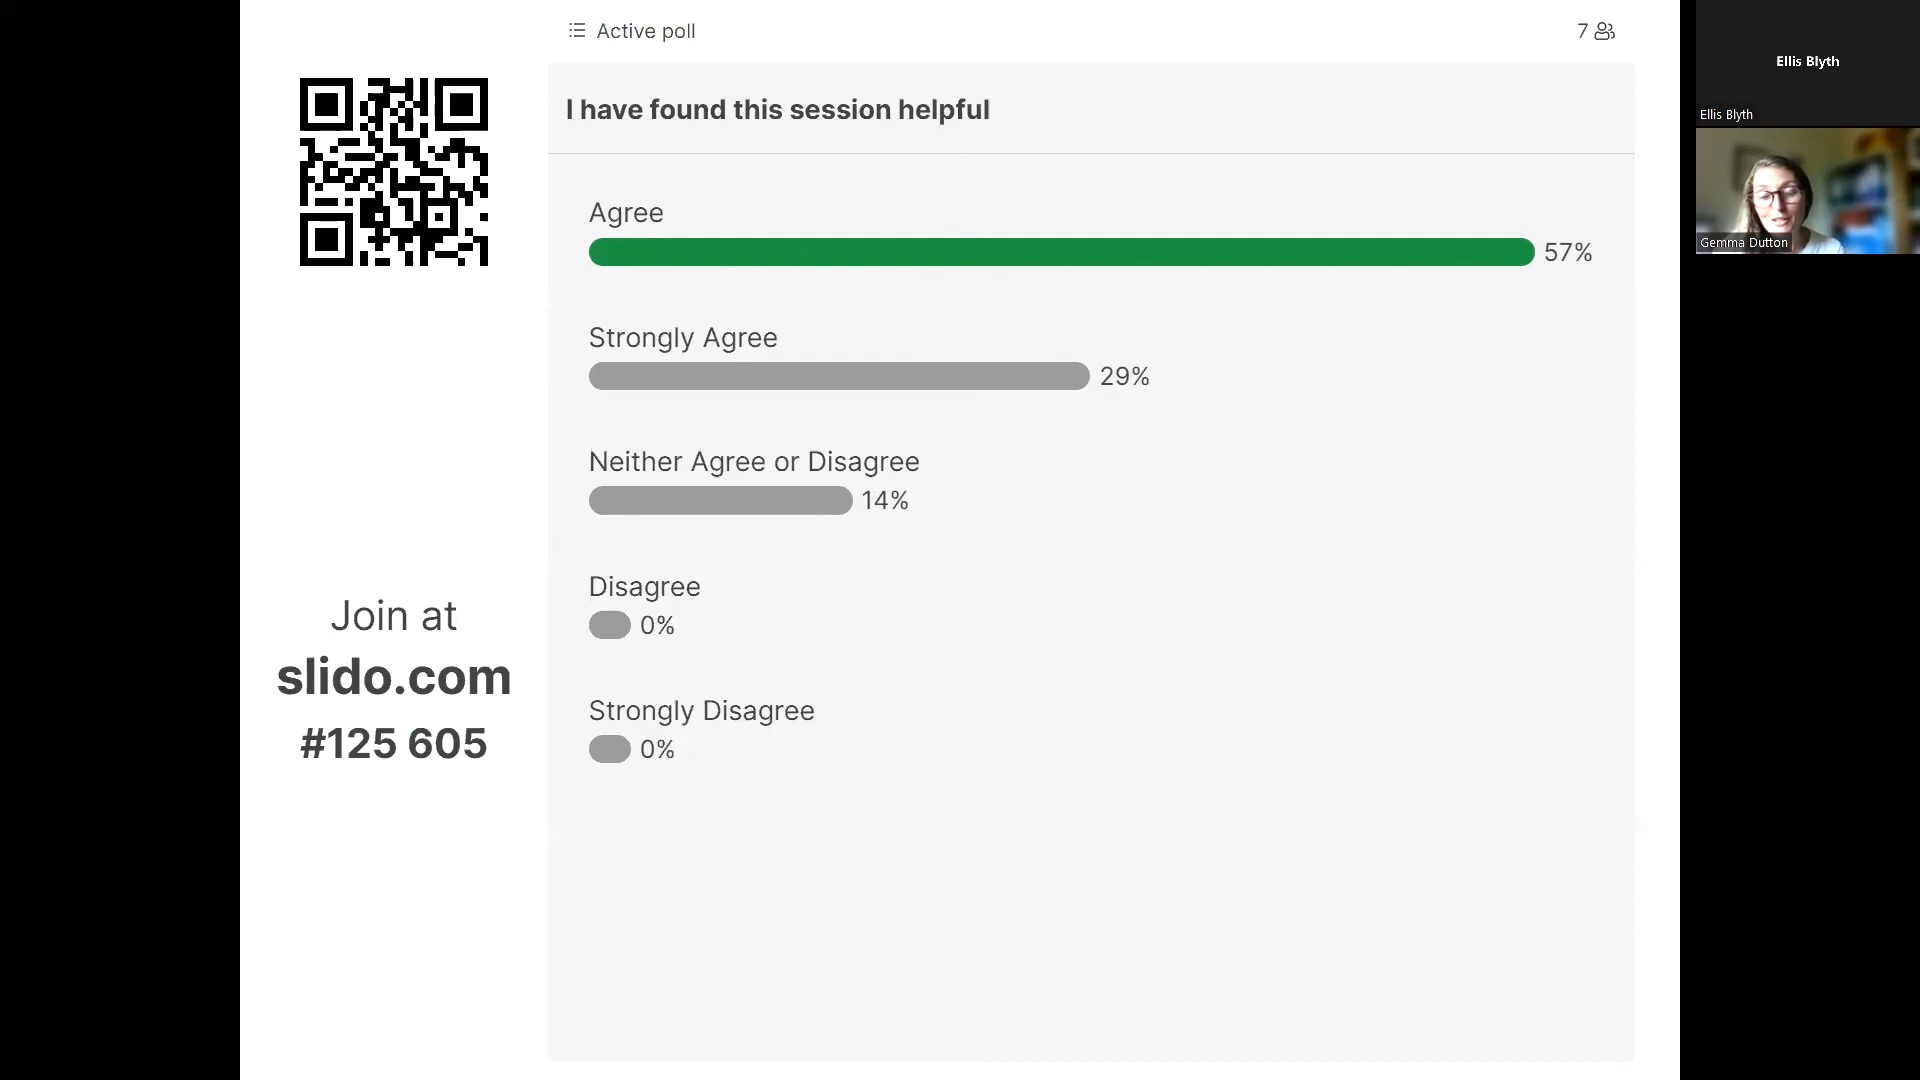 Active poll
7
I have found this session helpful
Agree
57%
Strongly Agree
29%
Neither Agree or Disagree
14%
Disagree
0%
Strongly Disagree
0%
Join at
slido.com
#125 605
Ellis Blyth
Ellis Blyth
Gemma Dutton